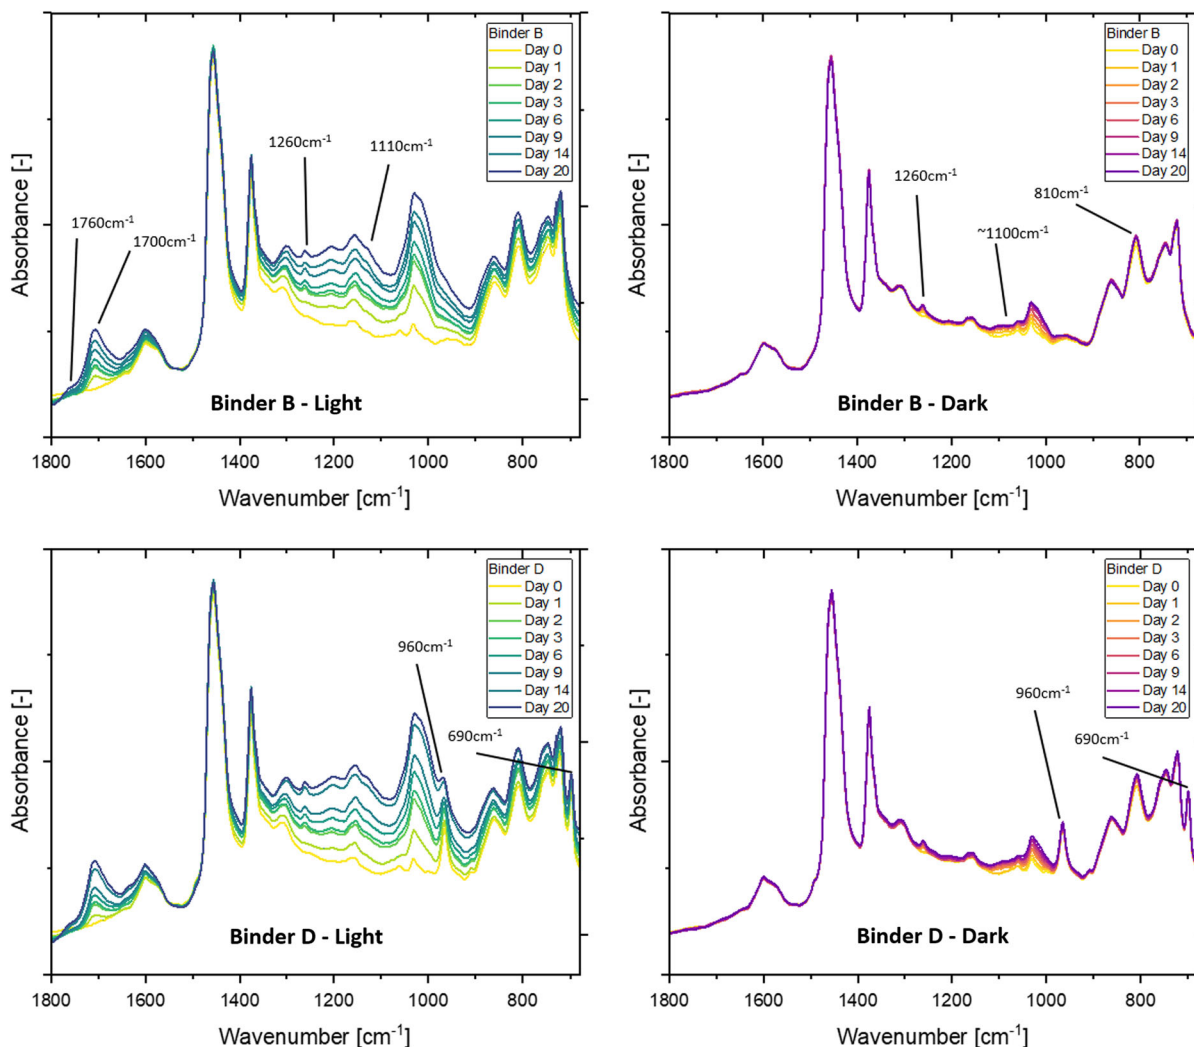 Absorbance [-]
Binder B
Day 0
Day 1
Day 2
Day 3
Day 6
Day 9
Day 14
Day 20
1260cm-1
1110cm-1
1760cm-1
1700cm-1
Binder B - Light
1800 1600 1400 1200 1000 800
Wavenumber [cm-1]
Absorbance [-]
Binder B
Day 0
Day 1
Day 2
Day 3
Day 6
Day 9
Day 14
Day 20
1260cm-1
810cm-1
~1100cm-1
Binder B - Dark
1800 1600 1400 1200 1000 800
Wavenumber [cm-1]
Absorbance [-]
Binder D
Day 0
Day 1
Day 2
Day 3
Day 6
Day 9
Day 14
Day 20
960cm-1
690cm-1
Binder D - Light
1800 1600 1400 1200 1000 800
Wavenumber [cm-1]
Absorbance [-]
Binder D
Day 0
Day 1
Day 2
Day 3
Day 6
Day 9
Day 14
Day 20
960cm-1
690cm-1
Binder D - Dark
1800 1600 1400 1200 1000 800
Wavenumber [cm-1]